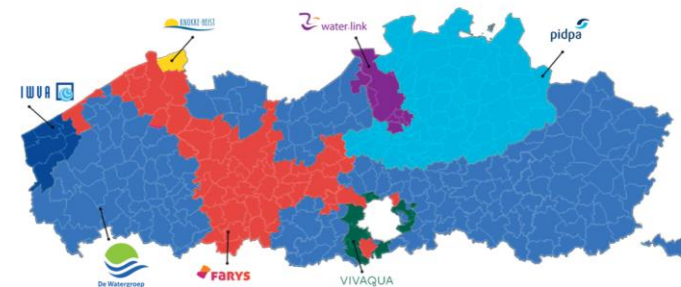 KNOKKE-HEIST
water-link
pidpa
IWVA
De Watergroep
FARYS
VIVAQUA